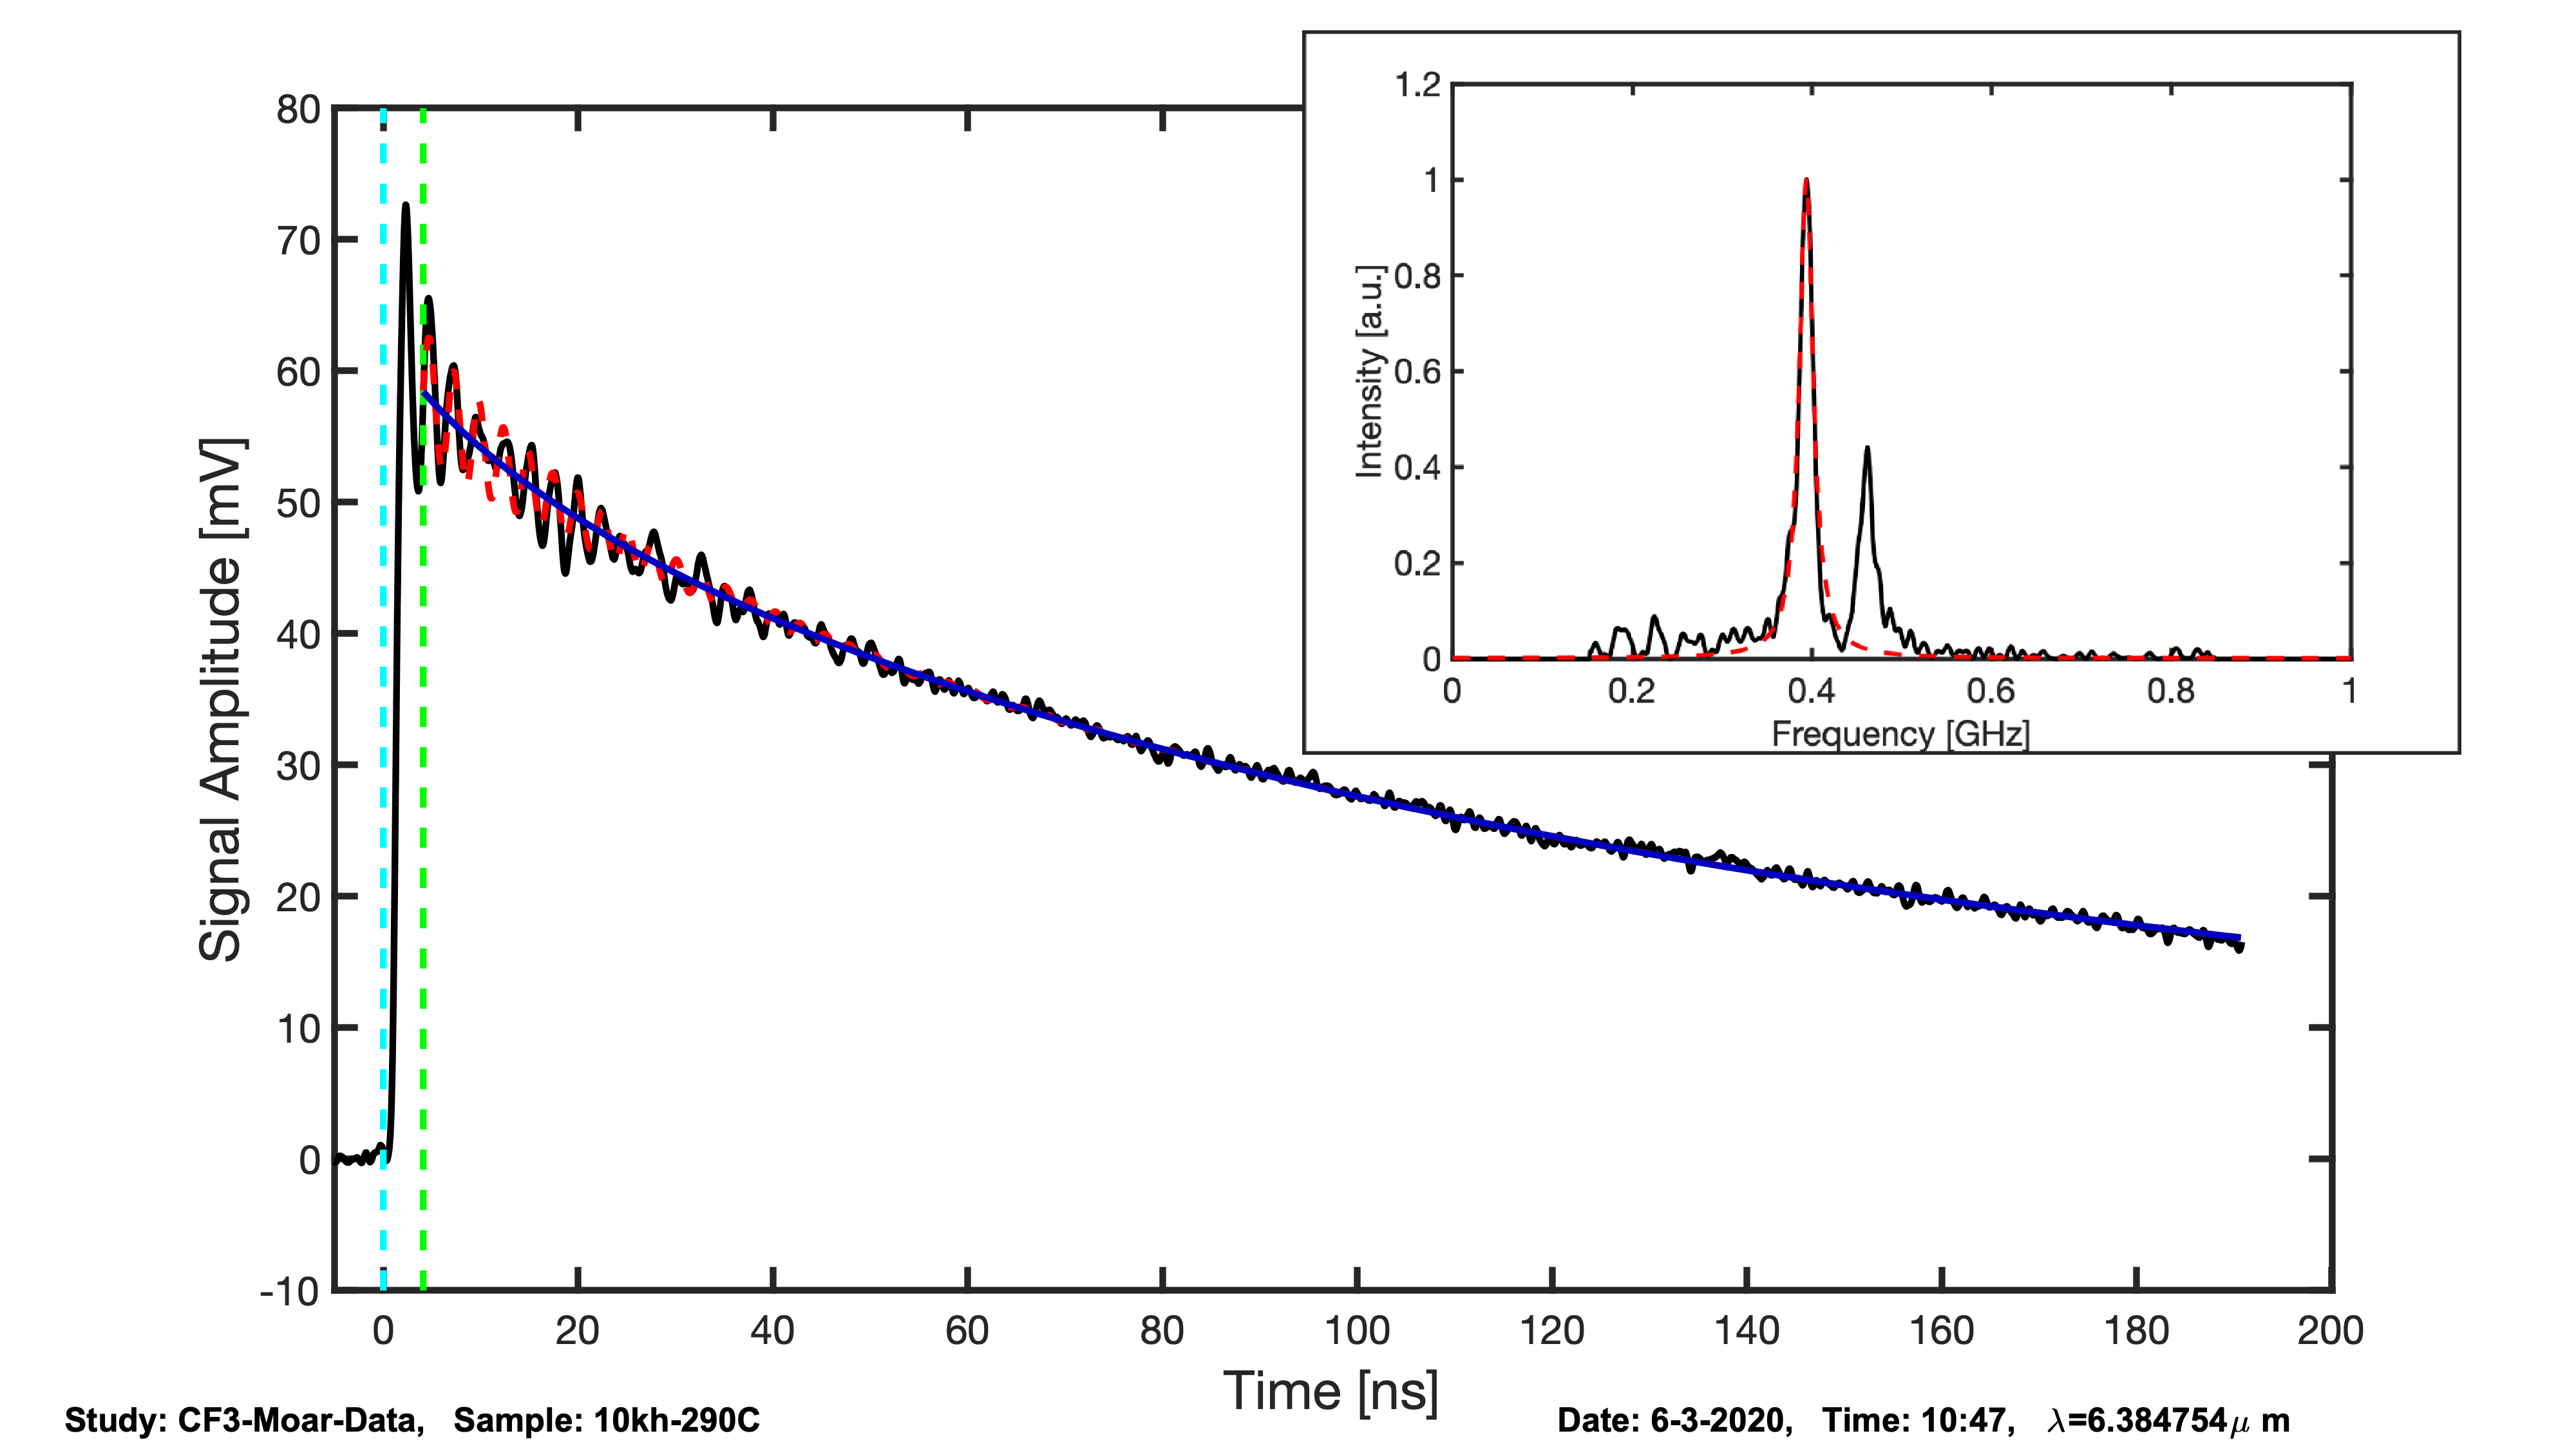 1.2
1
0.8
0.6
0.4
0.2
0
Intensity [a.u.]
0 0.2 0.4 0.6 0.8 1
Frequency [GHz]
80
70
60
50
40
30
20
10
0
-10
Signal Amplitude [mV]
0 20 40 60 80 100 120 140 160 180 200
Time [ns]
Study: CF3-Moar-Data, Sample: 10kh-290C
Date: 6-3-2020, Time: 10:47, λ=6.384754μ m